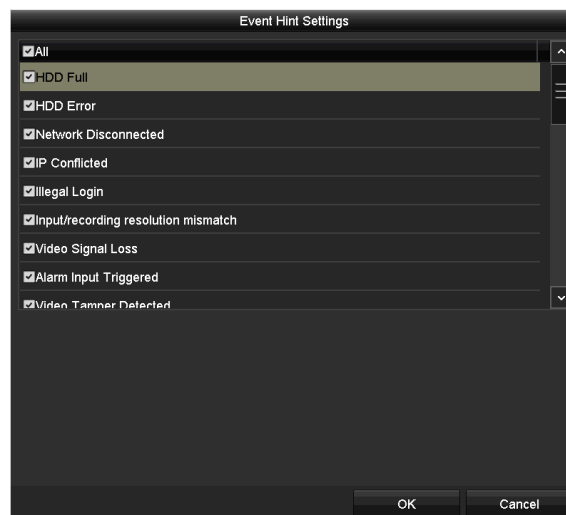 Event Hint Settings
All
HDD Full
HDD Error
Network Disconnected
IP Conflicted
Illegal Login
Input/recording resolution mismatch
Video Signal Loss
Alarm Input Triggered
Video Tamper Detected
OK
Cancel